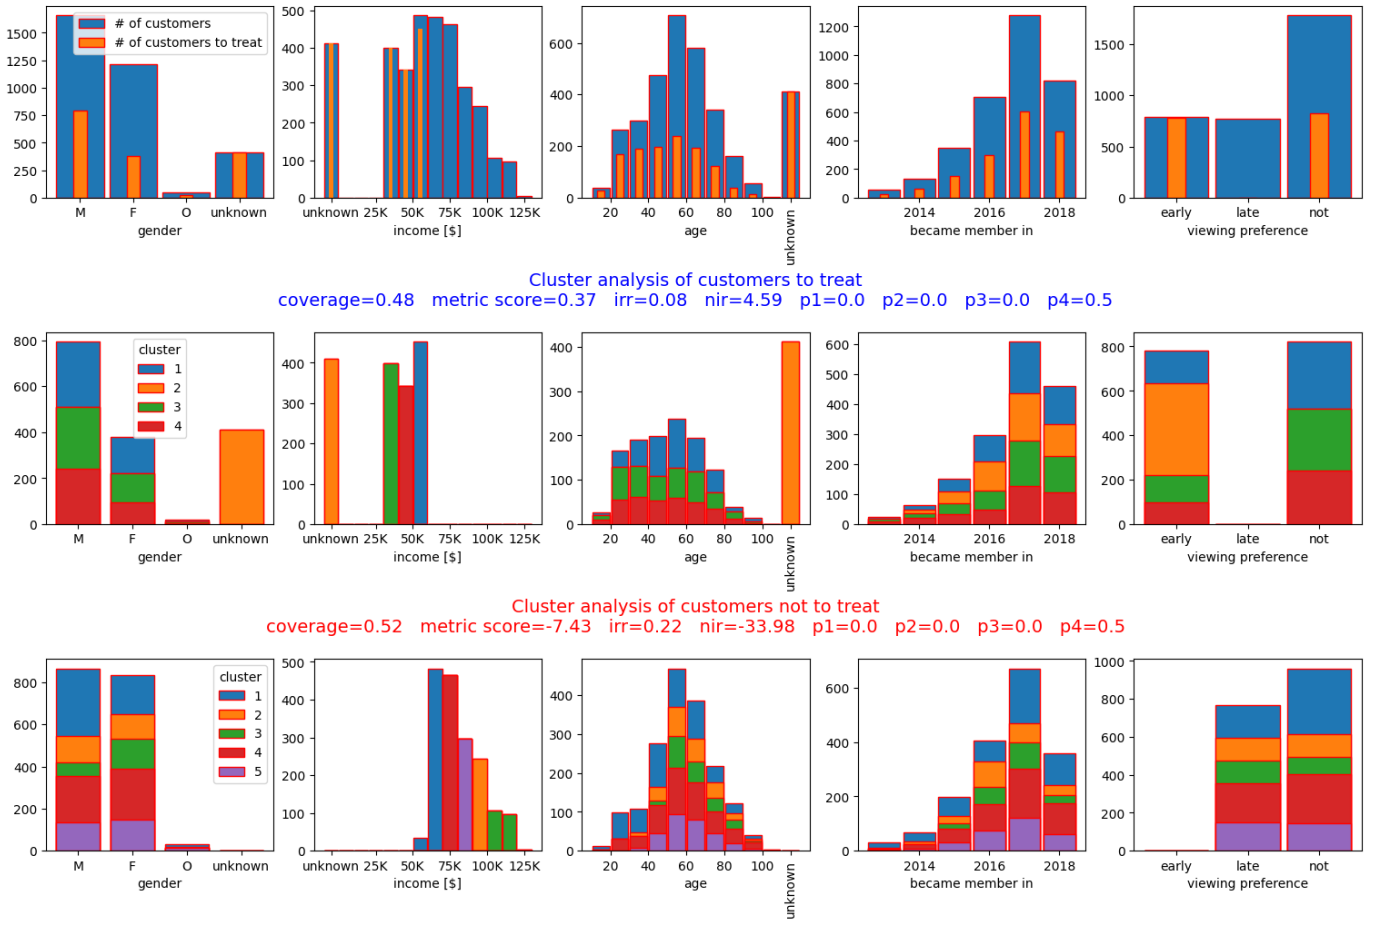 # of customers
# of customers to treat
1750
1500
1250
1000
750
500
250
0
M F O unknown
gender
500
400
300
200
100
0
unknown 25K 50K 75K 100K 125K
income [$]
600
400
200
0
20 40 60 80 100 unknown
age
1200
1000
800
600
400
200
0
2014 2016 2018
became member in
1500
1000
500
0
early late not
viewing preference
Cluster analysis of customers to treat
coverage=0.48 metric score=0.37 irr=0.08 nir=4.59 p1=0.0 p2=0.0 p3=0.0 p4=0.5
800
600
400
200
0
cluster
1
2
3
4
M F O unknown
gender
400
300
200
100
0
unknown 25K 50K 75K 100K 125K
income [$]
400
300
200
100
0
20 40 60 80 100 unknown
age
600
500
400
300
200
100
0
2014 2016 2018
became member in
800
600
400
200
0
early late not
viewing preference
Cluster analysis of customers not to treat
coverage=0.52 metric score=-7.43 irr=0.22 nir=-33.98 p1=0.0 p2=0.0 p3=0.0 p4=0.5
800
600
400
200
0
cluster
1
2
3
4
5
M F O unknown
gender
500
400
300
200
100
0
unknown 25K 50K 75K 100K 125K
income [$]
400
300
200
100
0
20 40 60 80 100 unknown
age
600
400
200
0
2014 2016 2018
became member in
1000
800
600
400
200
0
early late not
viewing preference